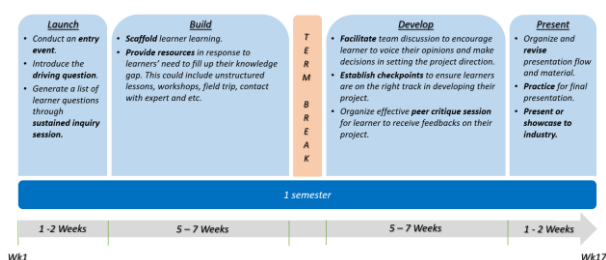 Launch
• Conduct an entry
event.
• Introduce the
driving question.
• Generate a list of
learner questions
through
sustained inquiry
session.
Build
• Scaffold learner learning.
• Provide resources in response to
learners' need to fill up their knowledge
gap. This could include unstructured
lessons, workshops, field trip, contact
with expert and etc.
T
E
R
M
B
R
E
A
K
Develop
• Facilitate team discussion to encourage
learner to voice their opinions and make
decisions in setting the project direction.
• Establish checkpoints to ensure learners
are on the right track in developing their
project.
• Organize effective peer critique session
for learner to receive feedbacks on their
project.
Present
• Organize and
revise
presentation flow
and material.
• Practice for final
presentation.
• Present or
showcase to
industry.
1 semester
1 -2 Weeks
5 – 7 Weeks
5 – 7 Weeks
1 - 2 Weeks
Wk1
Wk17